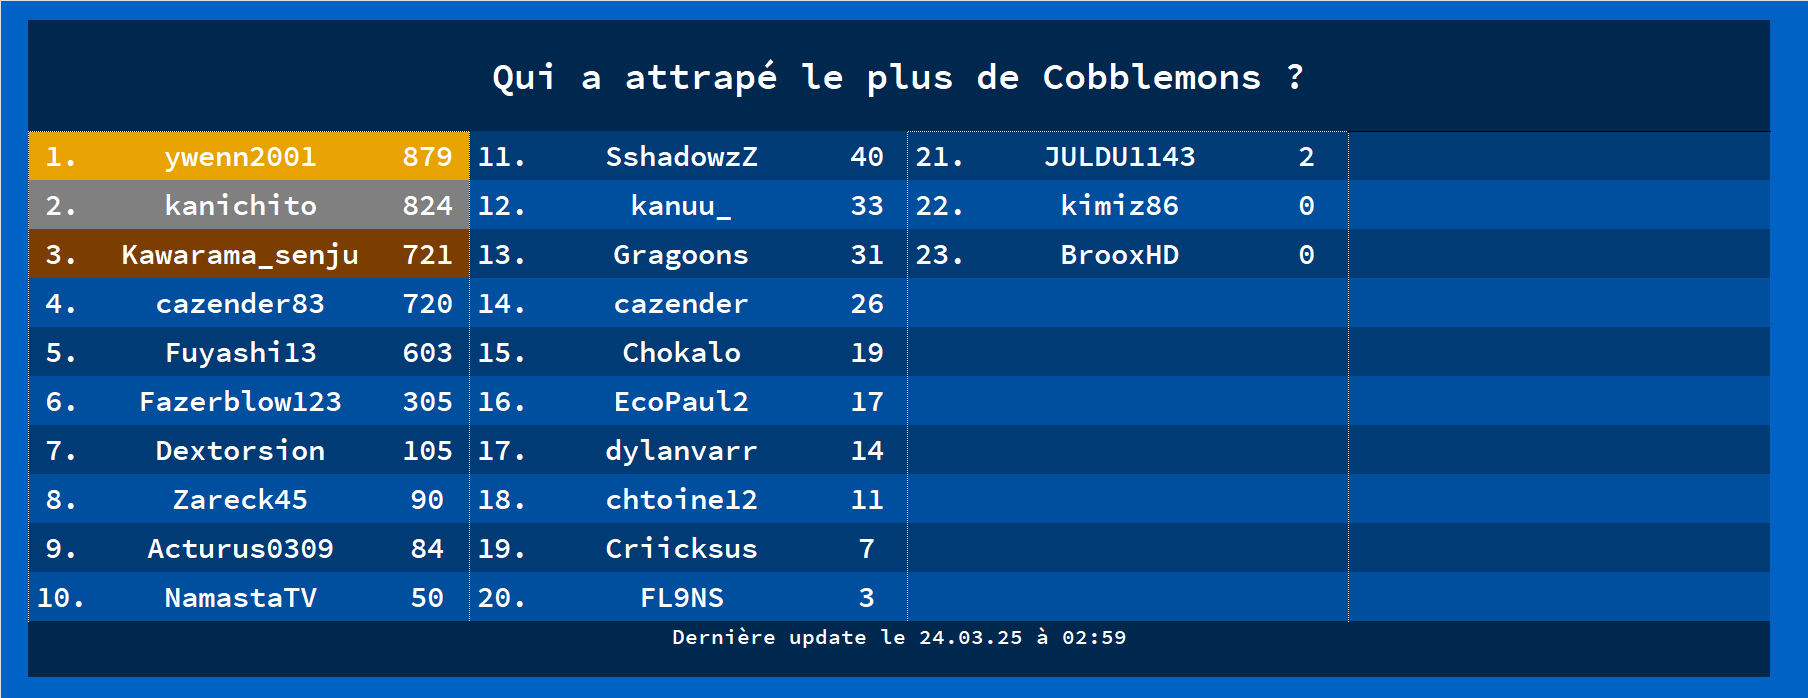 Qui a attrapé le plus de Cobblemons ?
1. ywenn2001 879 11. SshadowzZ 40 21. JULDU1143 2
2. kanichito 824 12. kanuu_ 33 22. kimiz86 0
3. Kawarama_senju 721 13. Gragoons 31 23. BrooxHD 0
4. cazender83 720 14. cazender 26
5. Fuyashi13 603 15. Chokalo 19
6. Fazerblow123 305 16. EcoPaul2 17
7. Dextorsion 105 17. dylanvarr 14
8. Zareck45 90 18. chtoine12 11
9. Acturus0309 84 19. Criicksus 7
10. NamastaTV 50 20. FL9NS 3
Dernière update le 24.03.25 à 02:59